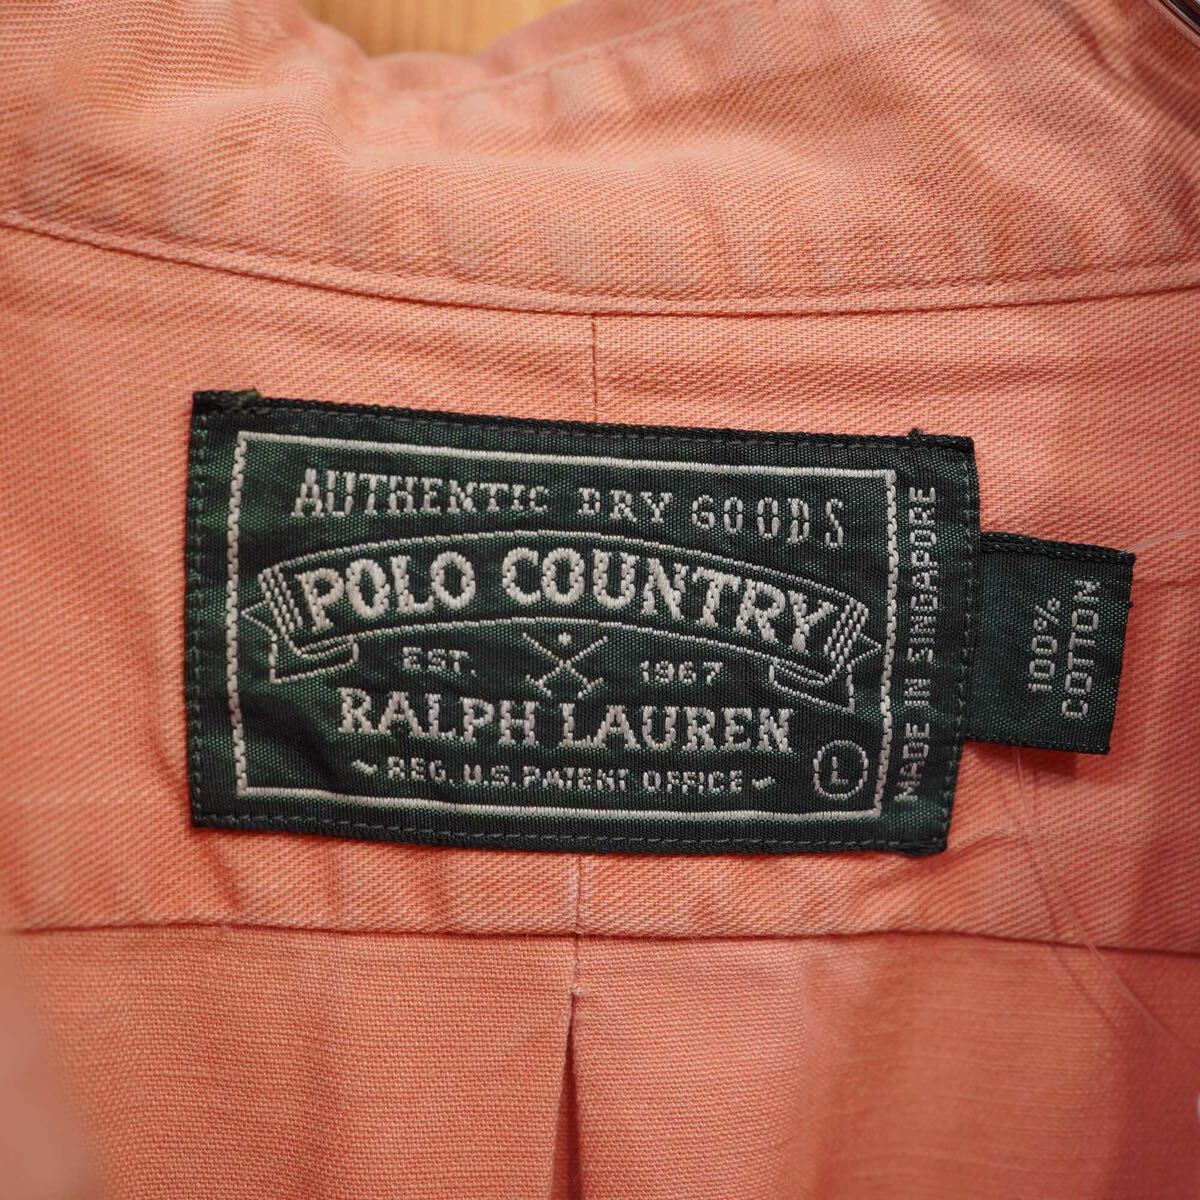 AUTHENTIC DRY GOODS
POLO COUNTRY
EST. 1967
RALPH LAUREN
REG. U.S. PATENT OFFICE
L
MADE IN SINGAPORE
100%
COTTON